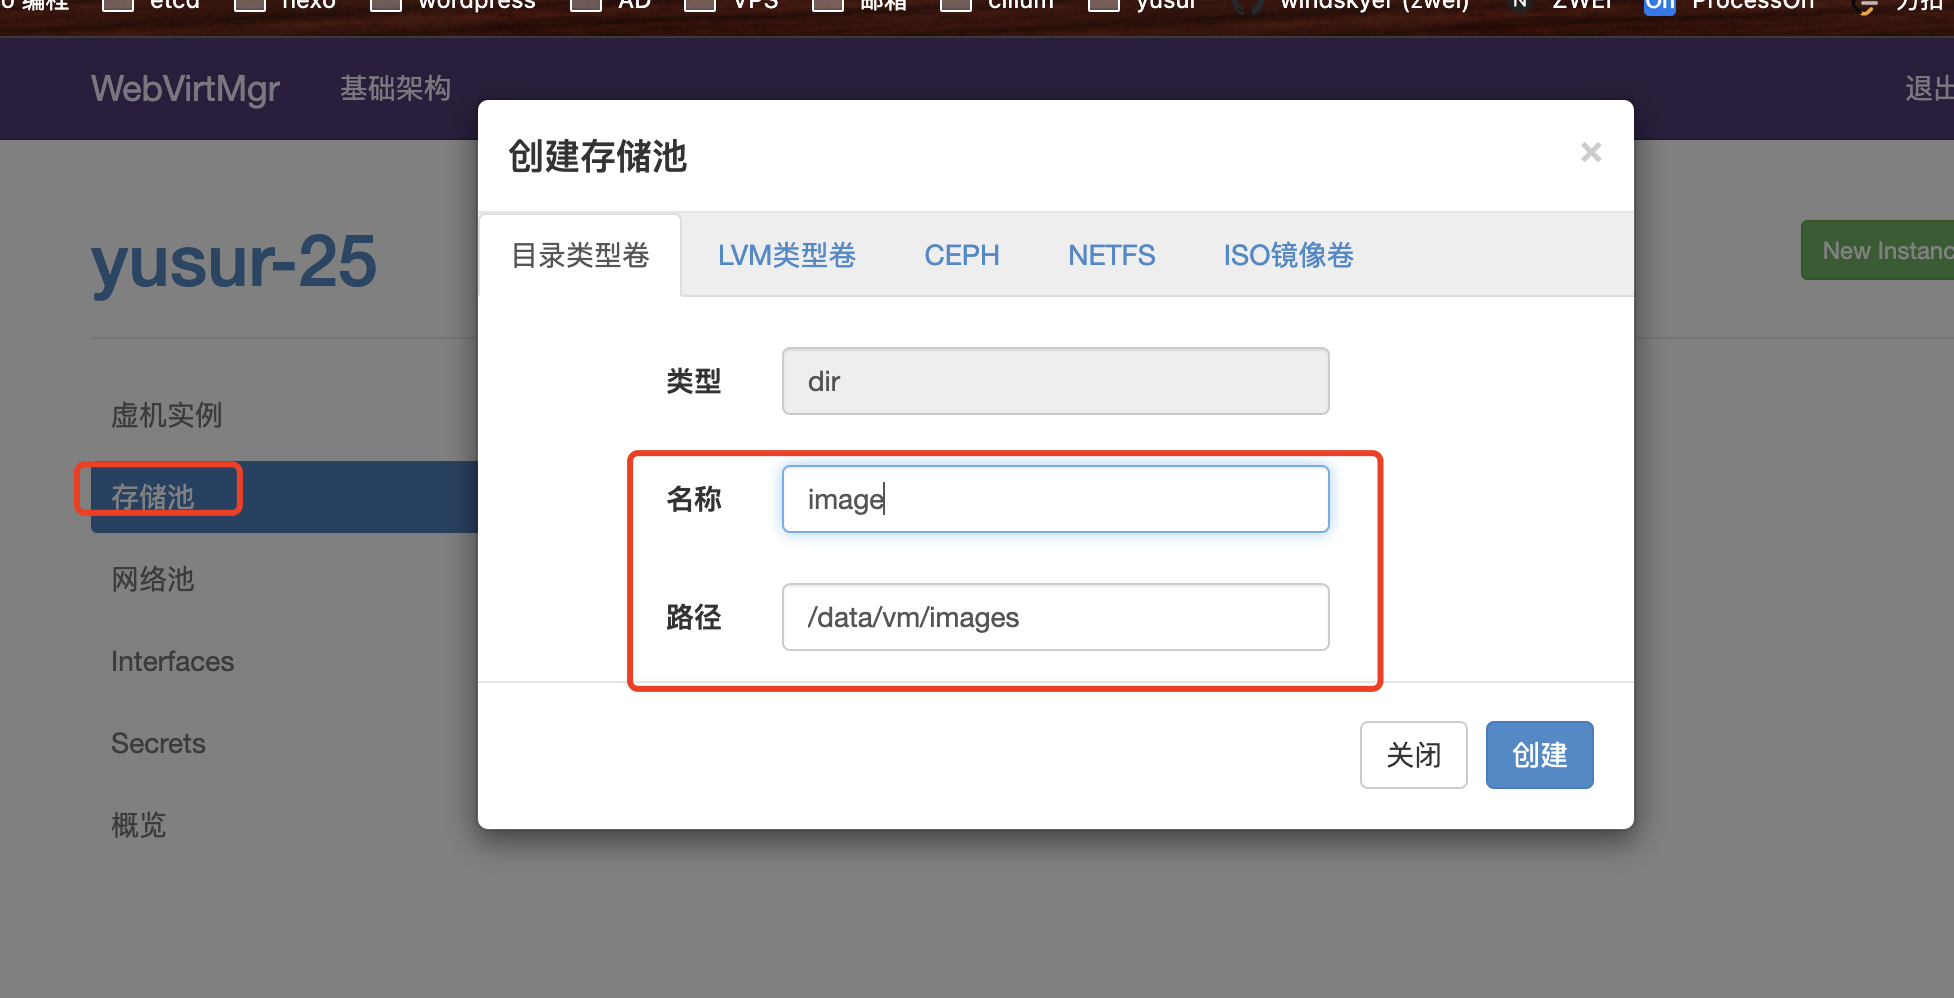 编程 etcd hexo wordpress AD VPS 邮箱 cilium yusur windskyer (zwei) N ZWEI On ProcessOn 力扣
WebVirtMgr 基础架构 退出
创建存储池 ×
yusur-25
目录类型卷 LVM类型卷 CEPH NETFS ISO镜像卷
New Instanc
类型 dir
虚机实例
存储池
名称 image
网络池
路径 /data/vm/images
Interfaces
Secrets
关闭 创建
概览